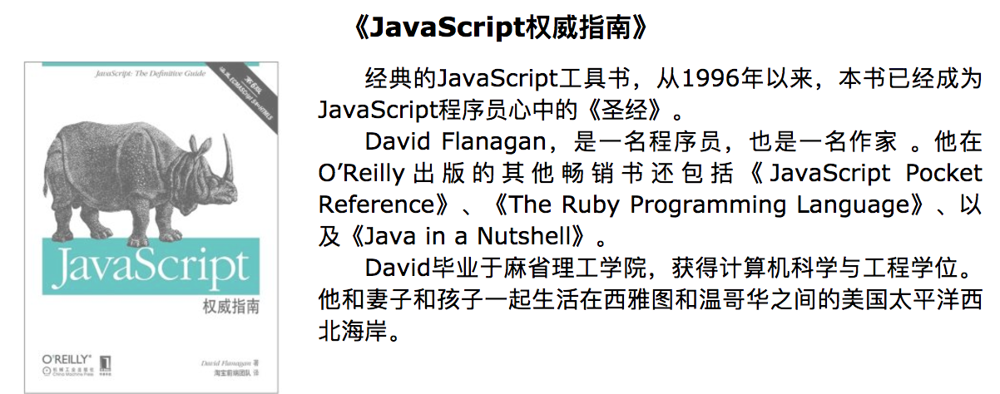 《JavaScript权威指南》
JavaScript: The Definitive Guide
第6版
JavaScript
权威指南
O'REILLY
机械工业出版社
China Machine Press
David Flanagan 著
淘宝前端团队 译
经典的JavaScript工具书，从1996年以来，本书已经成为
JavaScript程序员心中的《圣经》。
David Flanagan，是一名程序员，也是一名作家 。他在
O’Reilly出版的其他畅销书还包括《JavaScript Pocket
Reference》、《The Ruby Programming Language》、以
及《Java in a Nutshell》。
David毕业于麻省理工学院，获得计算机科学与工程学位。
他和妻子和孩子一起生活在西雅图和温哥华之间的美国太平洋西
北海岸。